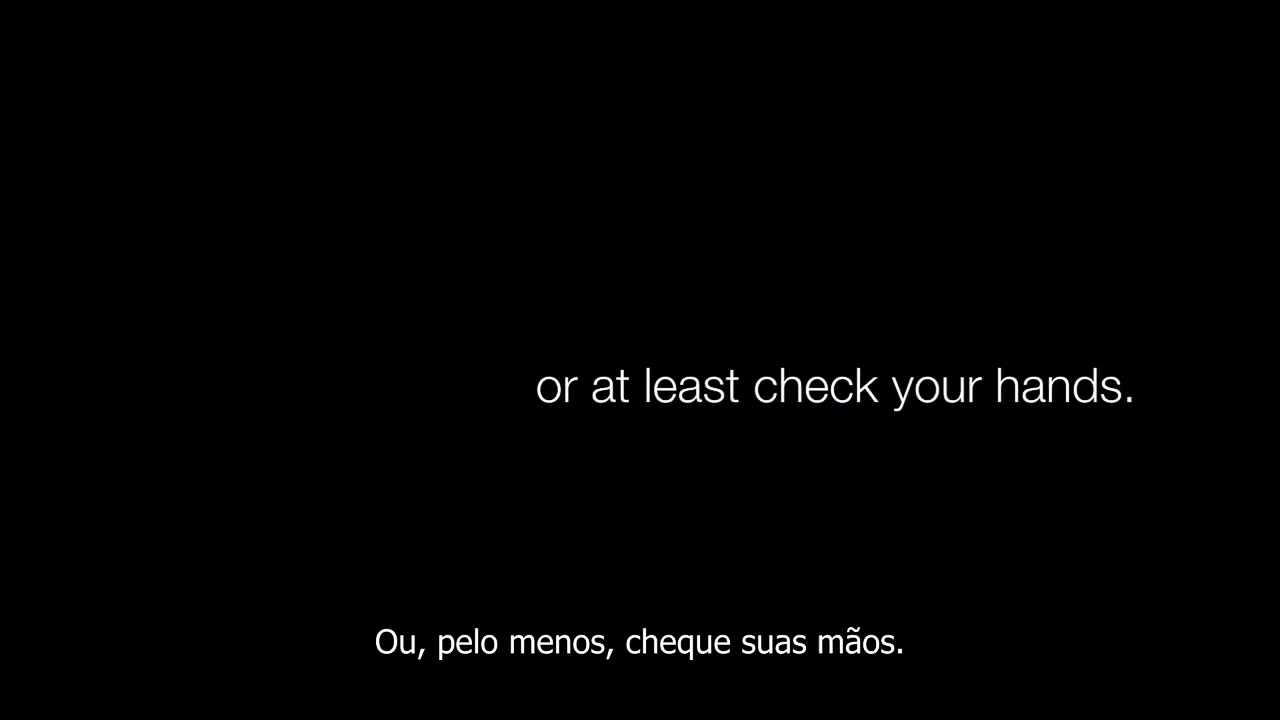 or at least check your hands.
Ou, pelo menos, cheque suas mãos.